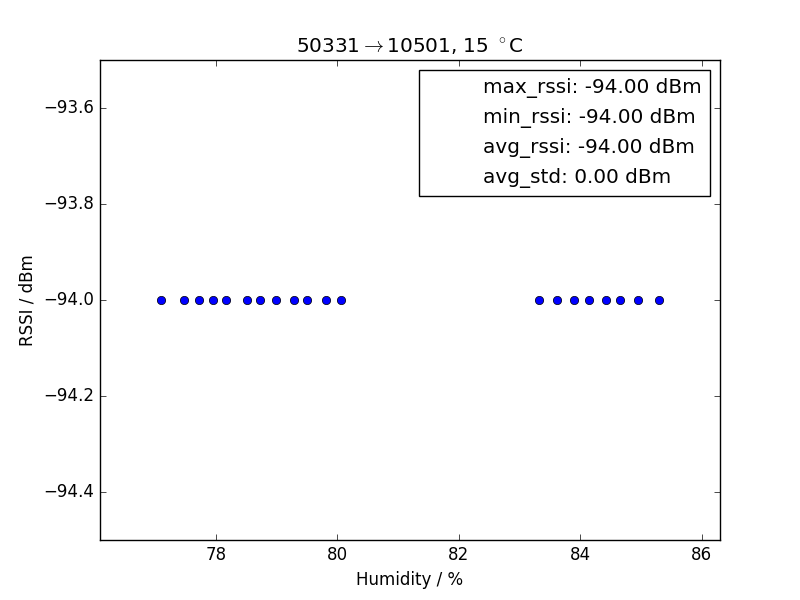 50331→10501, 15 °C
max_rssi: -94.00 dBm
min_rssi: -94.00 dBm
avg_rssi: -94.00 dBm
avg_std: 0.00 dBm
−93.6
−93.8
−94.0
−94.2
−94.4
RSSI / dBm
78 80 82 84 86
Humidity / %